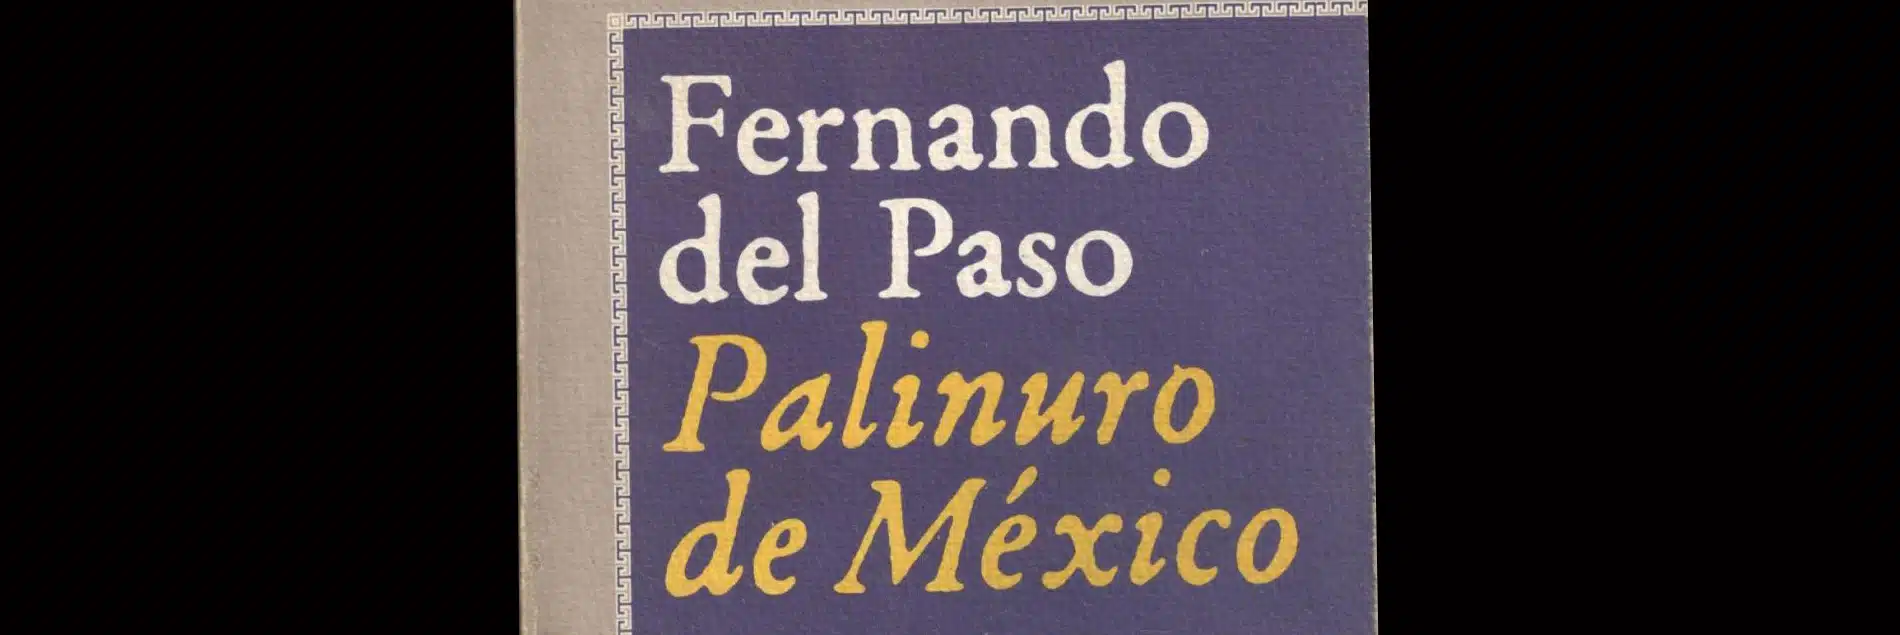 Fernando
del Paso
Palinuro
de México